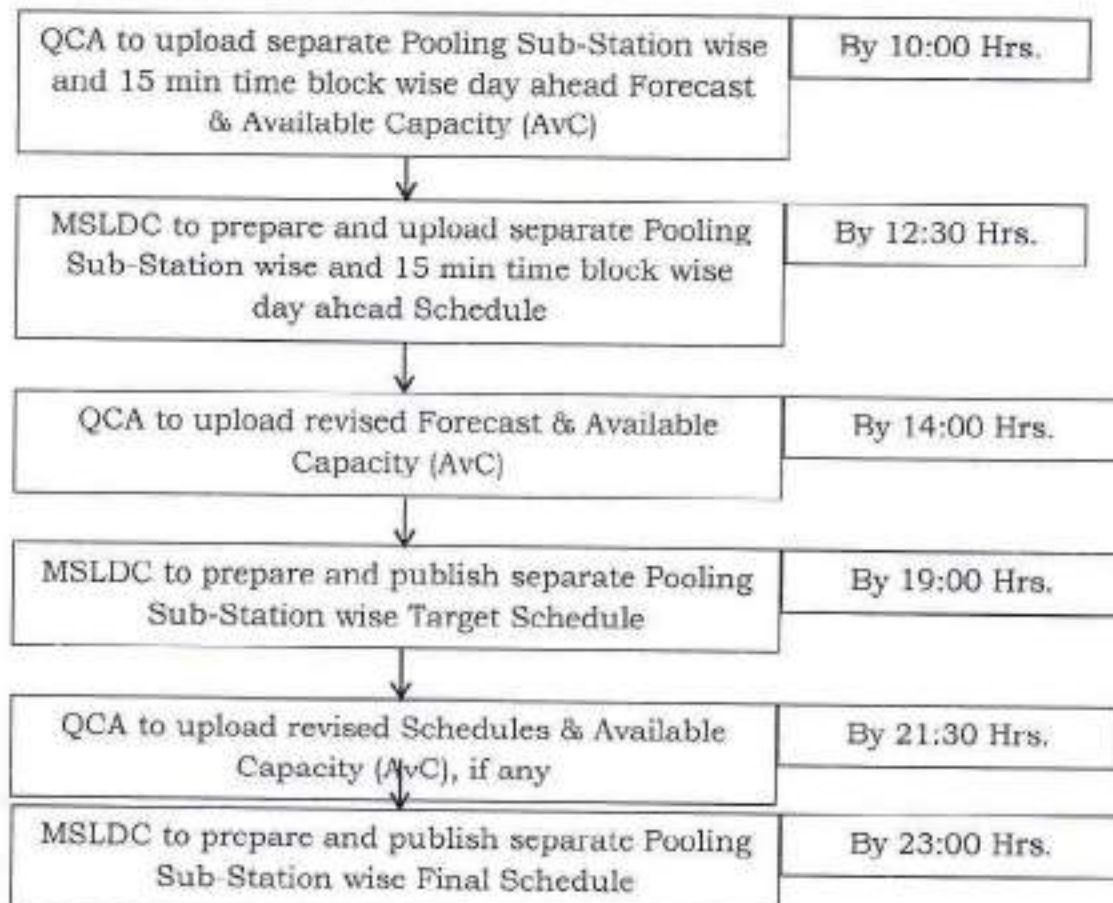 QCA to upload separate Pooling Sub-Station wise
and 15 min time block wise day ahead Forecast
& Available Capacity (AvC)
By 10:00 Hrs.
MSLDC to prepare and upload separate Pooling
Sub-Station wise and 15 min time block wise
day ahead Schedule
By 12:30 Hrs.
QCA to upload revised Forecast & Available
Capacity (AvC)
By 14:00 Hrs.
MSLDC to prepare and publish separate Pooling
Sub-Station wise Target Schedule
By 19:00 Hrs.
QCA to upload revised Schedules & Available
Capacity (AvC), if any
By 21:30 Hrs.
MSLDC to prepare and publish separate Pooling
Sub-Station wise Final Schedule
By 23:00 Hrs.